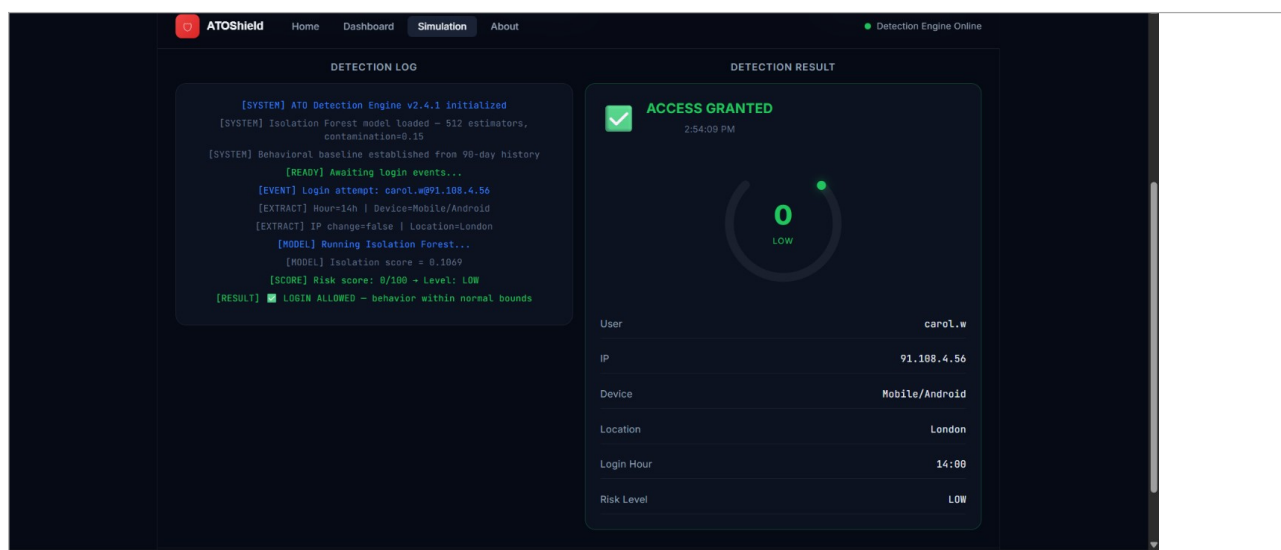 ATOShield Home Dashboard Simulation About Detection Engine Online
DETECTION LOG
[SYSTEM] ATO Detection Engine v2.4.1 initialized
[SYSTEM] Isolation Forest model loaded — 512 estimators,
contamination=0.15
[SYSTEM] Behavioral baseline established from 90-day history
[READY] Awaiting login events...
[EVENT] Login attempt: carol.w@91.108.4.56
[EXTRACT] Hour=14h | Device=Mobile/Android
[EXTRACT] IP change=false | Location=London
[MODEL] Running Isolation Forest...
[MODEL] Isolation score = 0.1069
[SCORE] Risk score: 0/100 → Level: LOW
[RESULT] ✅ LOGIN ALLOWED — behavior within normal bounds
DETECTION RESULT
ACCESS GRANTED
2:54:09 PM
0
LOW
User carol.w
IP 91.108.4.56
Device Mobile/Android
Location London
Login Hour 14:00
Risk Level LOW